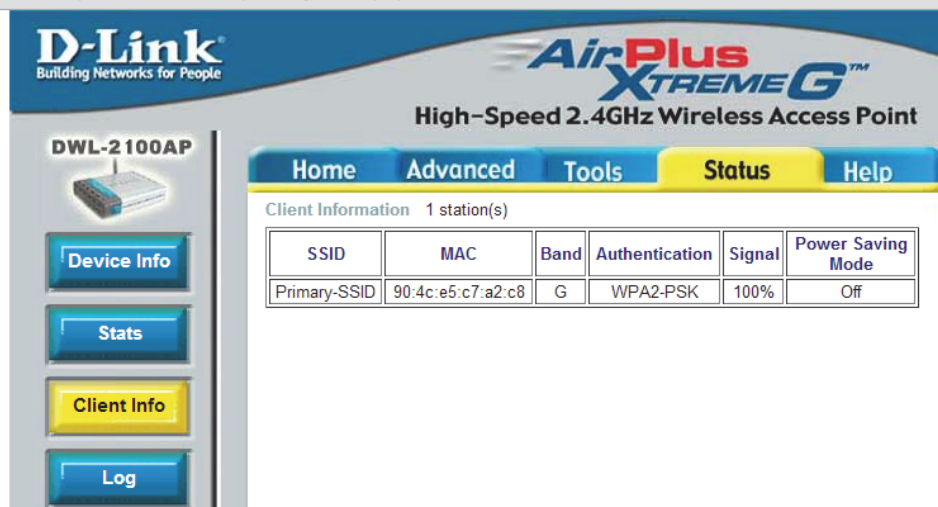 D-Link®
Building Networks for People
AirPlus
XTREME G™
High-Speed 2.4GHz Wireless Access Point
DWL-2100AP
Home Advanced Tools Status Help
Client Information 1 station(s)
SSID MAC Band Authentication Signal Power Saving Mode
Primary-SSID 90:4c:e5:c7:a2:c8 G WPA2-PSK 100% Off
Device Info
Stats
Client Info
Log